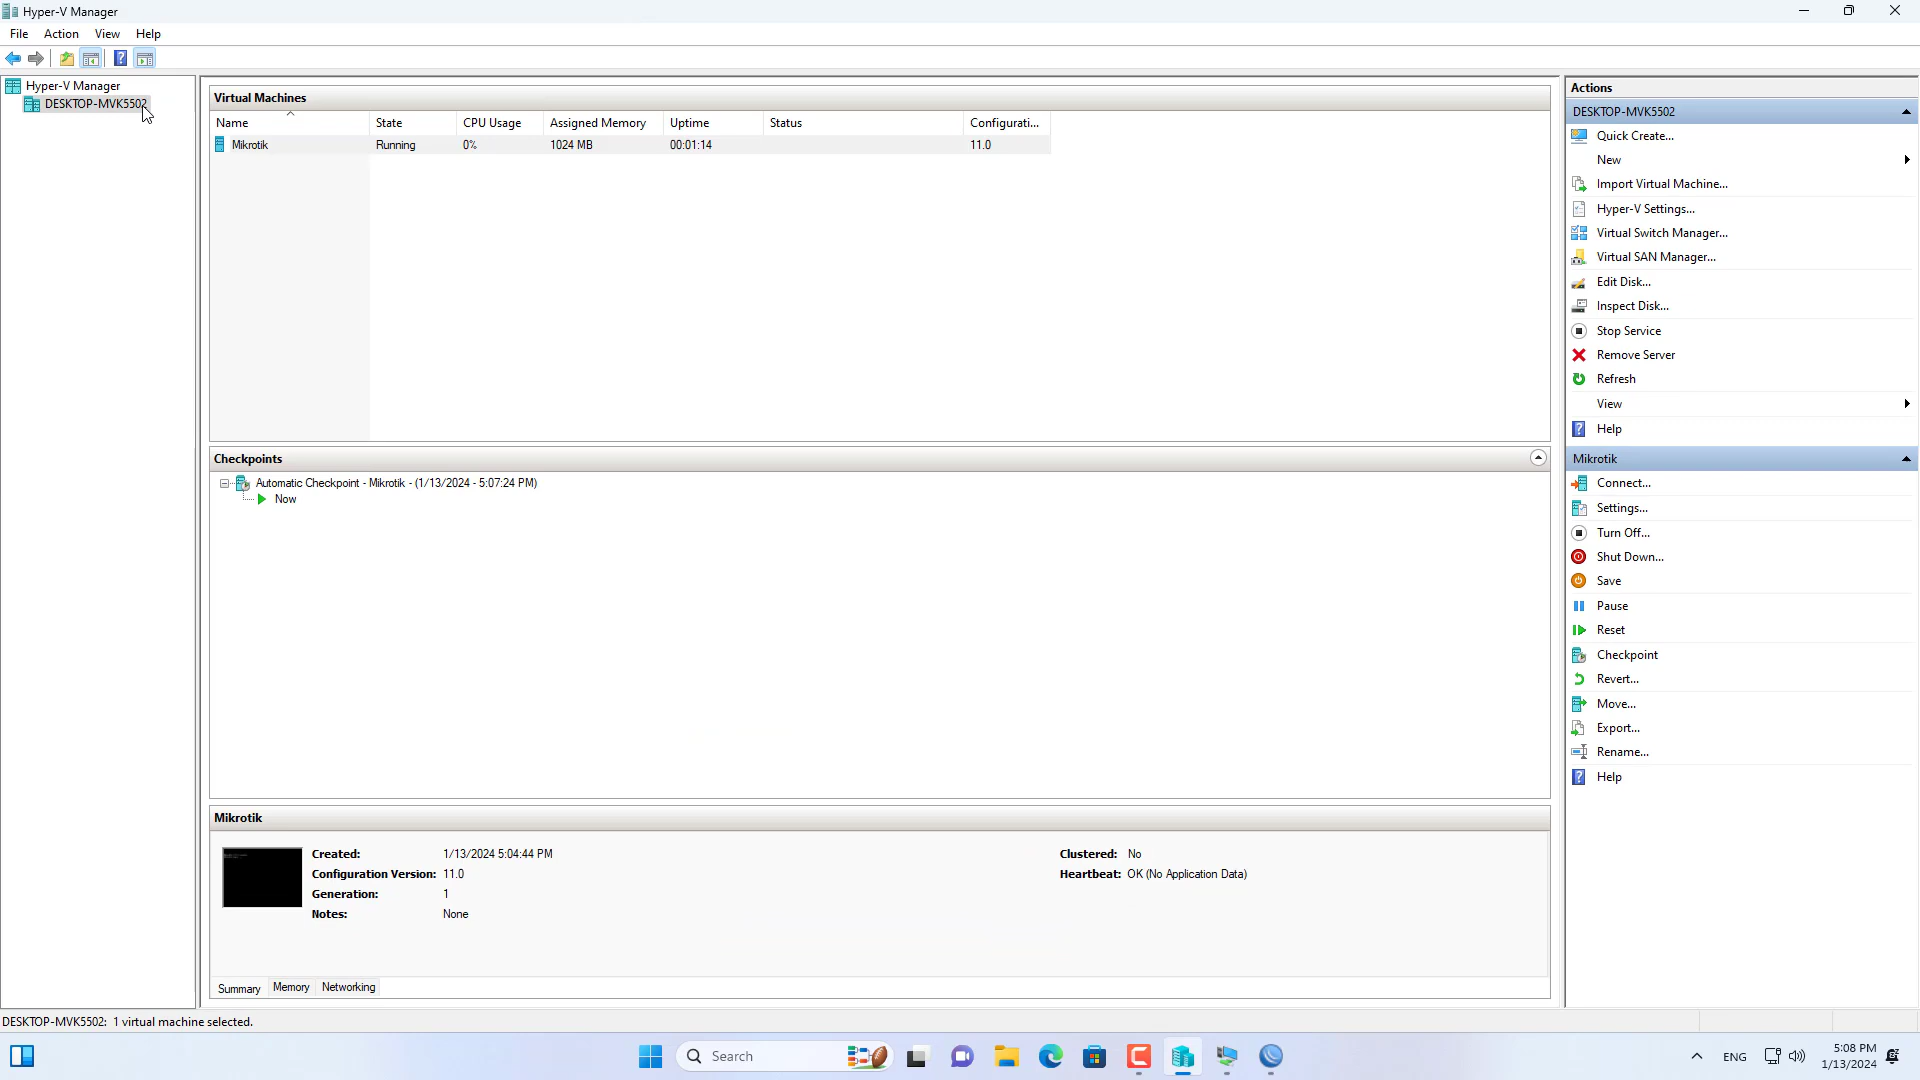 Hyper-V Manager
File Action View Help
Hyper-V Manager
DESKTOP-MVK5502
Virtual Machines
Name State CPU Usage Assigned Memory Uptime Status Configurati...
Mikrotik Running 0% 1024 MB 00:01:14 11.0
Checkpoints
Automatic Checkpoint - Mikrotik - (1/13/2024 - 5:07:24 PM)
Now
Mikrotik
Created: 1/13/2024 5:04:44 PM
Configuration Version: 11.0
Generation: 1
Notes: None
Clustered: No
Heartbeat: OK (No Application Data)
Summary Memory Networking
Actions
DESKTOP-MVK5502
Quick Create...
New
Import Virtual Machine...
Hyper-V Settings...
Virtual Switch Manager...
Virtual SAN Manager...
Edit Disk...
Inspect Disk...
Stop Service
Remove Server
Refresh
View
Help
Mikrotik
Connect...
Settings...
Turn Off...
Shut Down...
Save
Pause
Reset
Checkpoint
Revert...
Move...
Export...
Rename...
Help
DESKTOP-MVK5502: 1 virtual machine selected.
Search
ENG
5:08 PM
1/13/2024